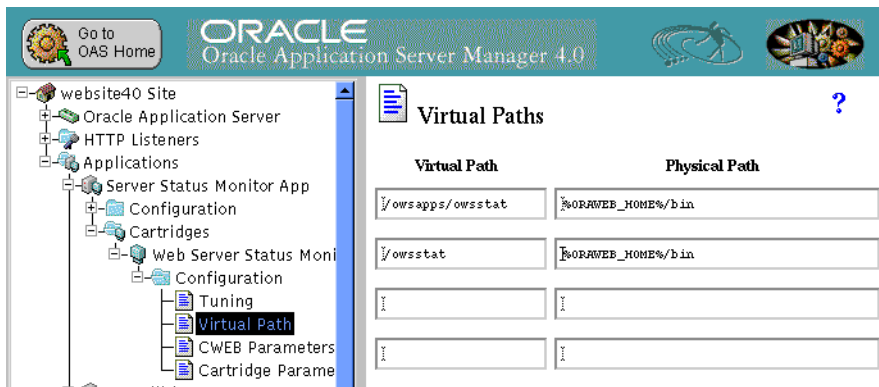 Go to
OAS Home
ORACLE
Oracle Application Server Manager 4.0
website40 Site
Oracle Application Server
HTTP Listeners
Applications
Server Status Monitor App
Configuration
Cartridges
Web Server Status Moni
Configuration
Tuning
Virtual Path
CWEB Parameters
Cartridge Parame
Virtual Paths
?
Virtual Path Physical Path
/owsapps/owsstat %ORAWEB_HOME%/bin
/owsstat %ORAWEB_HOME%/bin